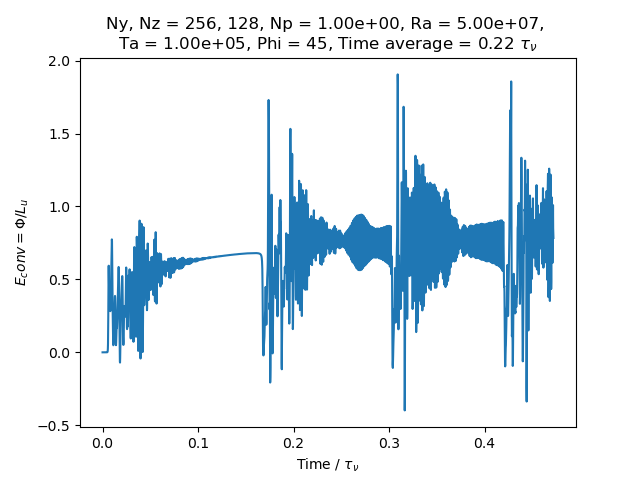 Ny, Nz = 256, 128, Np = 1.00e+00, Ra = 5.00e+07,
Ta = 1.00e+05, Phi = 45, Time average = 0.22 τ_ν
2.0
1.5
1.0
0.5
0.0
−0.5
E_conv = Φ/L_u
0.0 0.1 0.2 0.3 0.4
Time / τ_ν